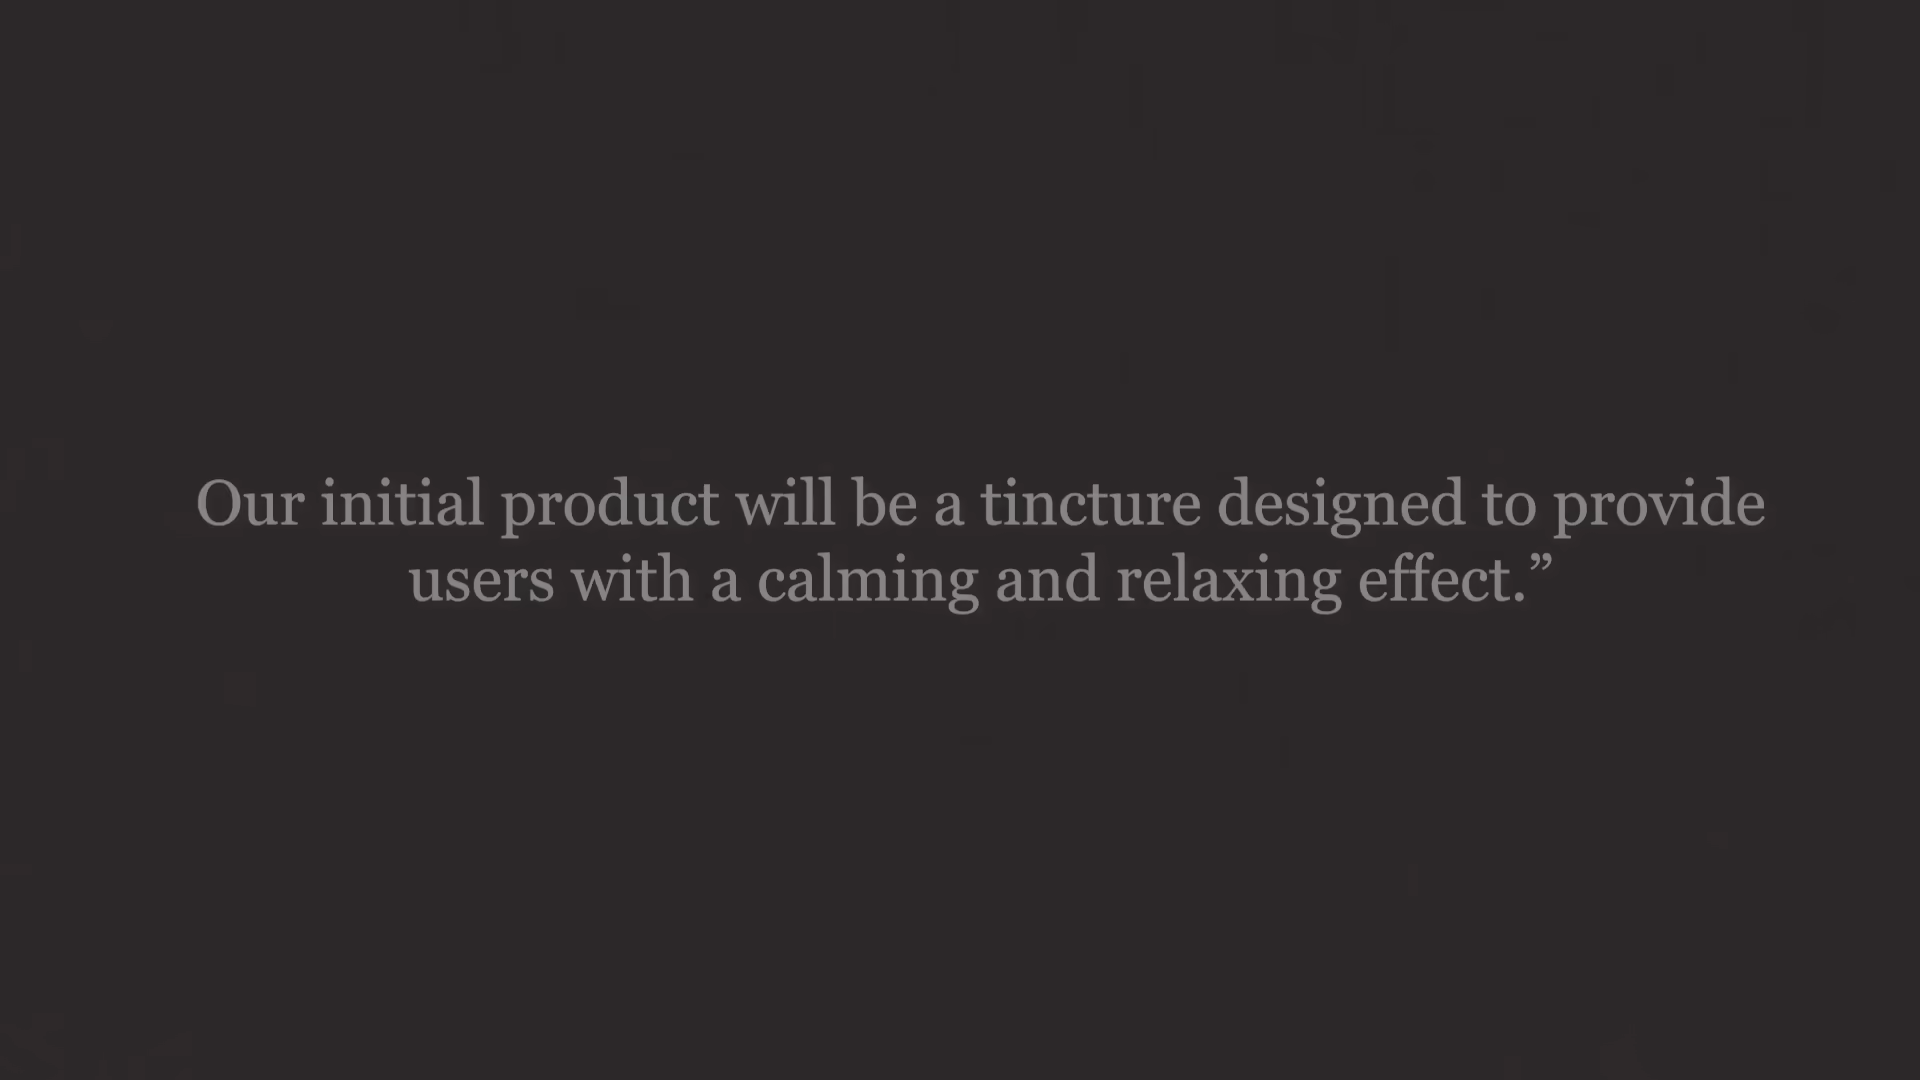 Our initial product will be a tincture designed to provide
users with a calming and relaxing effect.”